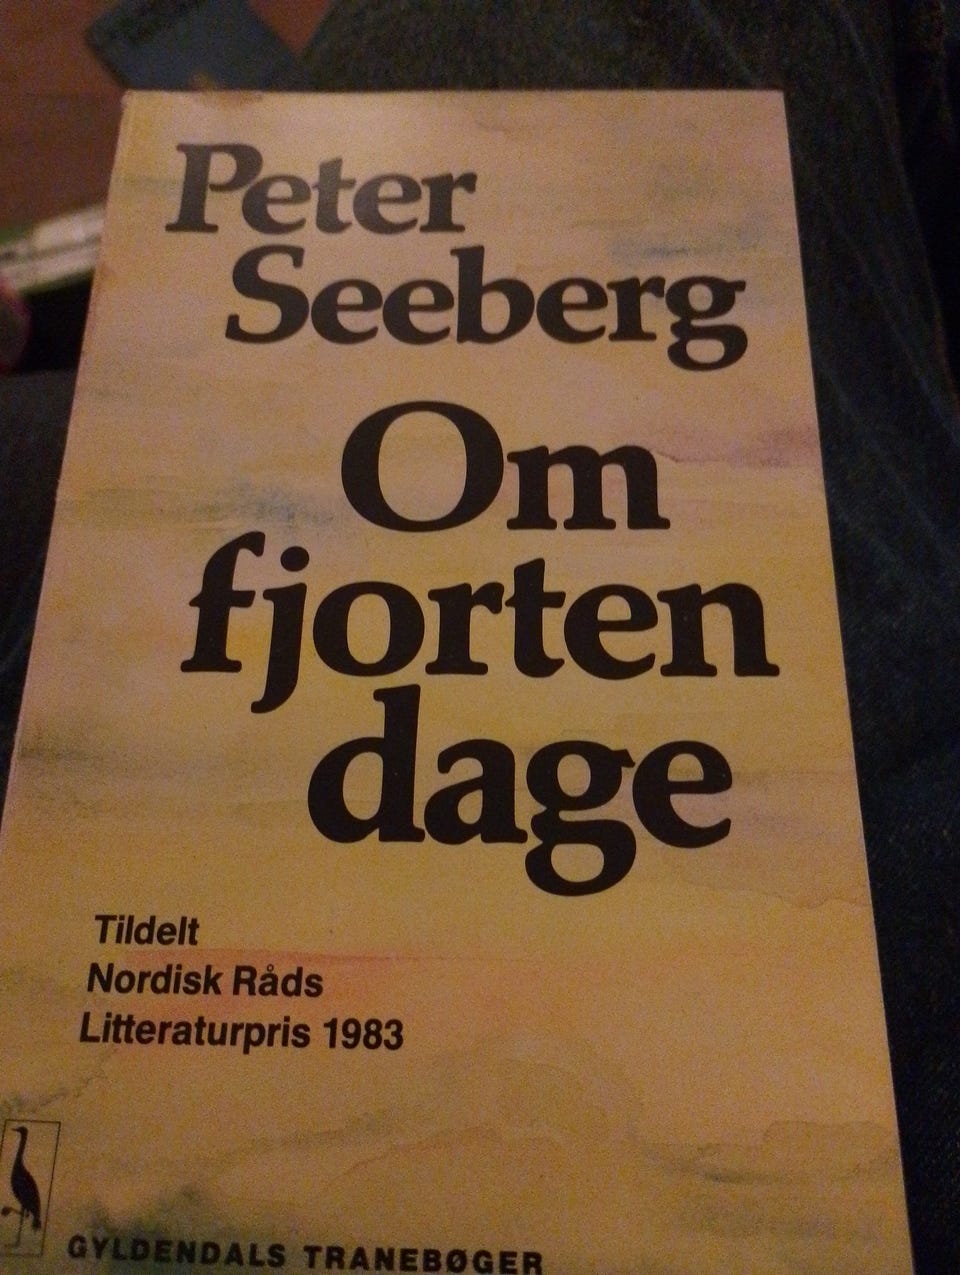 Peter
Seeberg
Om
fjorten
dage
Tildelt
Nordisk Råds
Litteraturpris 1983
GYLDENDALS TRANEBØGER